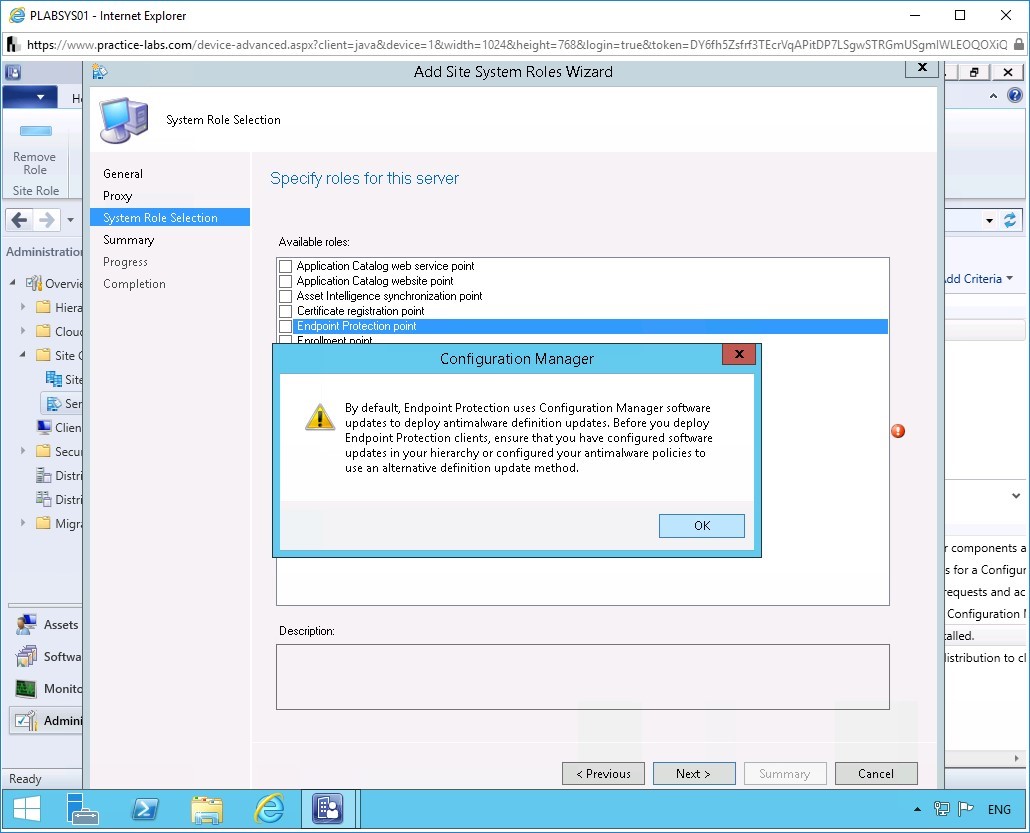 PLABSYS01 - Internet Explorer
https://www.practice-labs.com/device-advanced.aspx?client=java&device=1&width=1024&height=768&login=true&token=DY6fh5Zsfrf3TEcrVqAPitDP7LSgwSTRGmUSgmlWLEOQOXiQ
Add Site System Roles Wizard
X
System Role Selection
Remove
Role
Site Role
Administration
Overvie
Hiera
Cloud
Site C
Site
Ser
Clien
Secu
Distri
Distri
Migra
Assets
Softwa
Monito
Admini
Ready
General
Proxy
System Role Selection
Summary
Progress
Completion
Specify roles for this server
Available roles:
Application Catalog web service point
Application Catalog website point
Asset Intelligence synchronization point
Certificate registration point
Endpoint Protection point
Enrollment point
Configuration Manager
X
By default, Endpoint Protection uses Configuration Manager software
updates to deploy antimalware definition updates. Before you deploy
Endpoint Protection clients, ensure that you have configured software
updates in your hierarchy or configured your antimalware policies to
use an alternative definition update method.
OK
Description:
< Previous
Next >
Summary
Cancel
dd Criteria
r components a
s for a Configur
requests and ac
Configuration M
talled.
distribution to cl
ENG